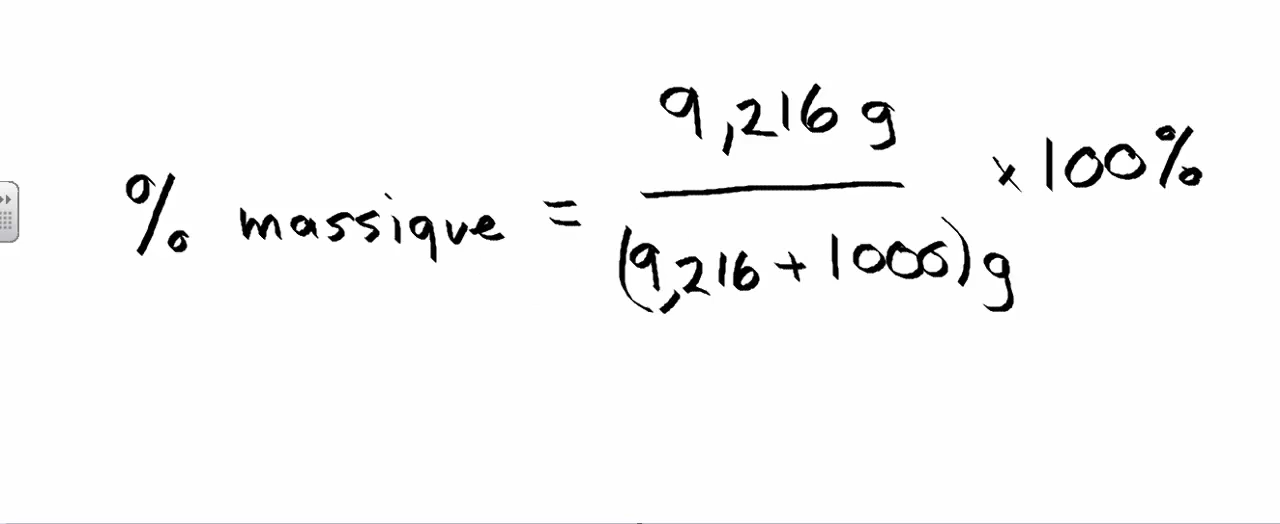 9,216 g
% massique = ———— × 100%
(9,216 + 1000) g